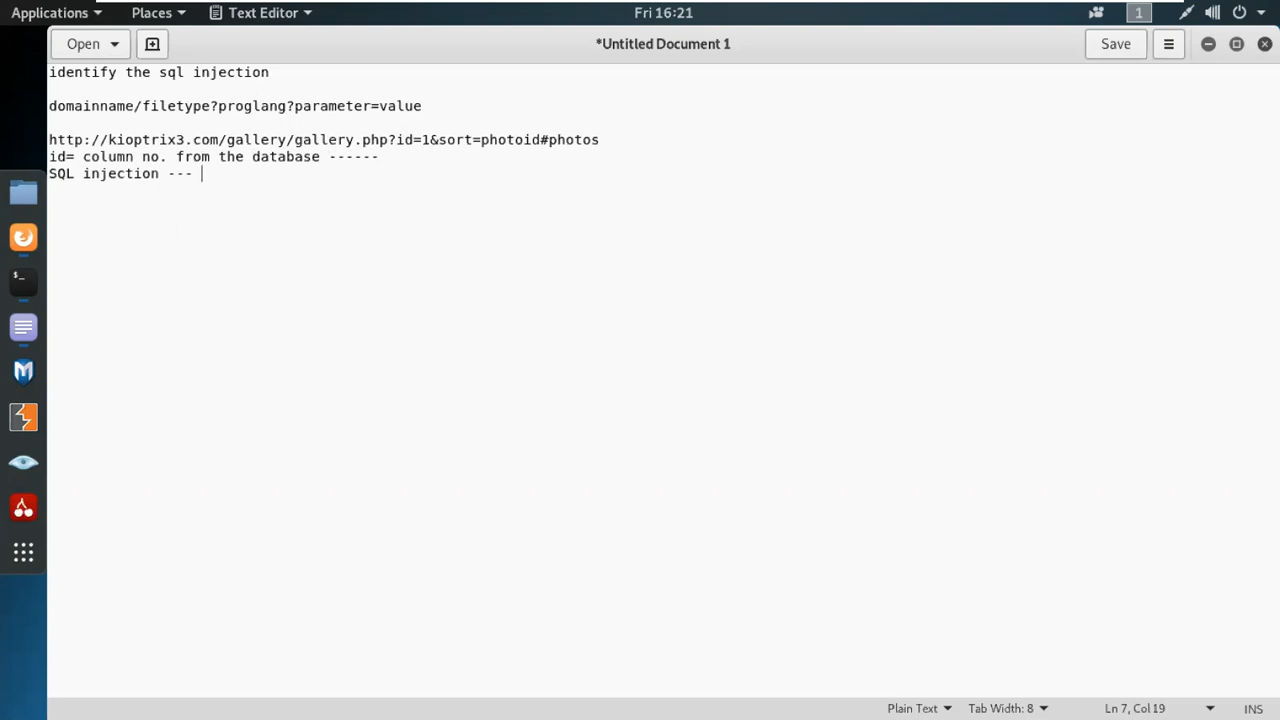 Applications Places Text Editor Fri 16:21 1
Open *Untitled Document 1 Save
identify the sql injection
domainname/filetype?proglang?parameter=value
http://kioptrix3.com/gallery/gallery.php?id=1&sort=photoid#photos
id= column no. from the database ------
SQL injection ---
$_
Plain Text Tab Width: 8 Ln 7, Col 19 INS